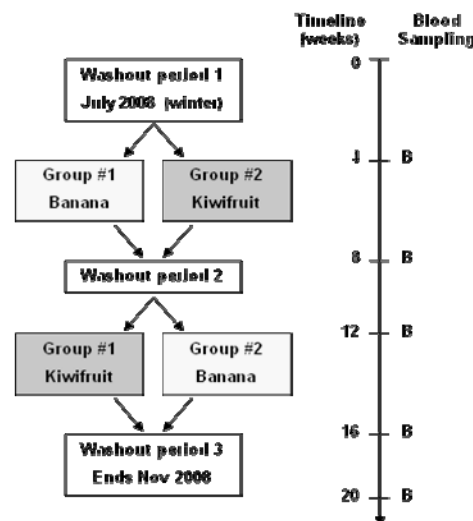 Timeline
(weeks)
Blood
Sampling
0
Washout period 1
July 2008 (winter)
4
B
Group #1
Banana
Group #2
Kiwifruit
8
B
Washout period 2
12
B
Group #1
Kiwifruit
Group #2
Banana
16
B
Washout period 3
Ends Nov 2008
20
B